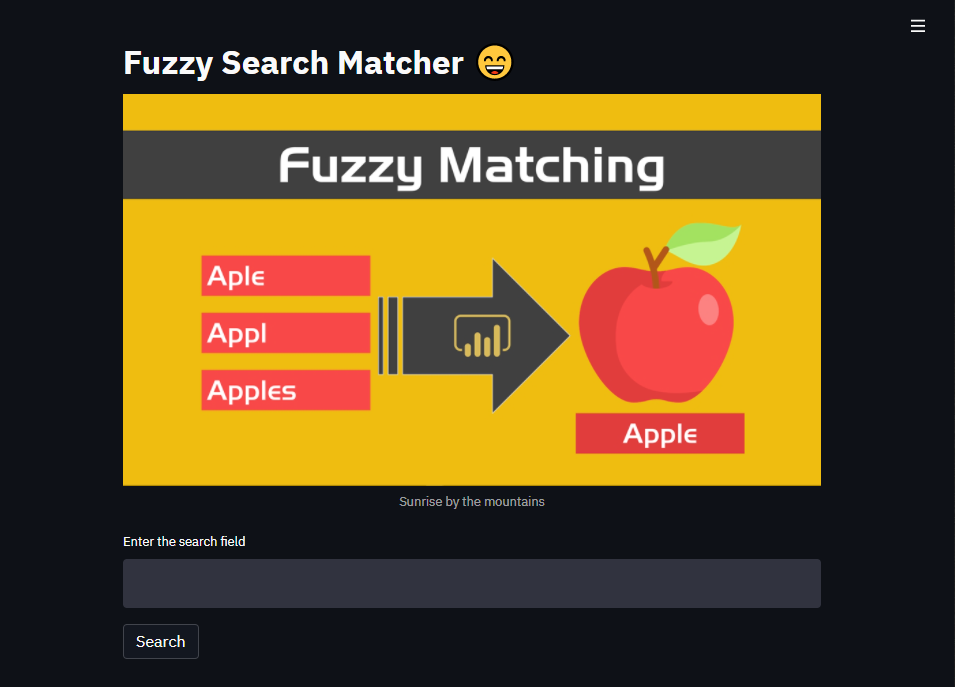 Fuzzy Search Matcher 😄
Fuzzy Matching
Aple
Appl
Apples
Apple
Sunrise by the mountains
Enter the search field
Search